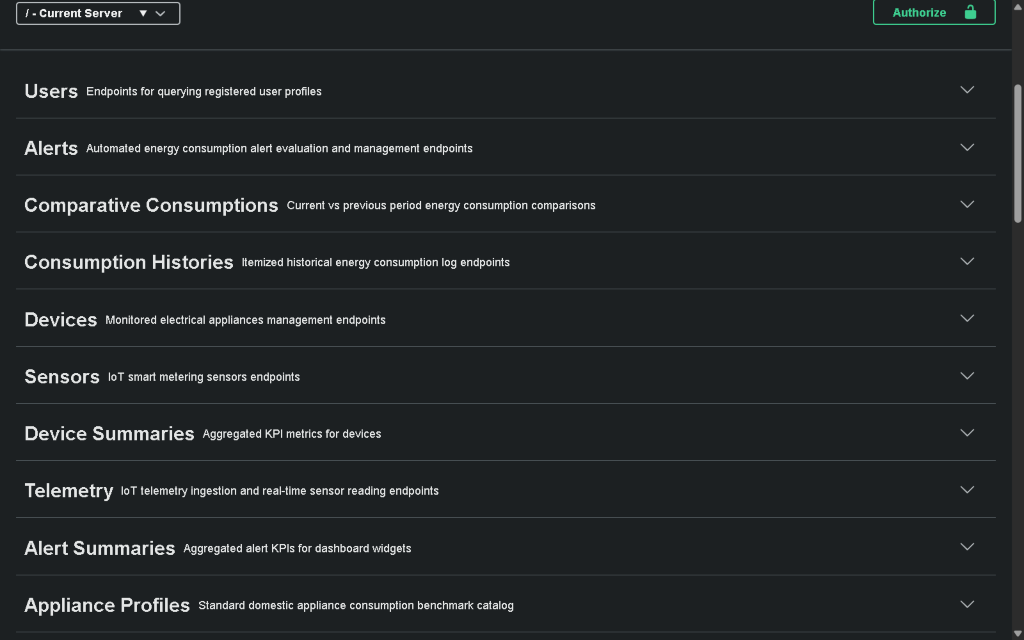 / - Current Server ▼
Authorize
Users Endpoints for querying registered user profiles
Alerts Automated energy consumption alert evaluation and management endpoints
Comparative Consumptions Current vs previous period energy consumption comparisons
Consumption Histories Itemized historical energy consumption log endpoints
Devices Monitored electrical appliances management endpoints
Sensors IoT smart metering sensors endpoints
Device Summaries Aggregated KPI metrics for devices
Telemetry IoT telemetry ingestion and real-time sensor reading endpoints
Alert Summaries Aggregated alert KPIs for dashboard widgets
Appliance Profiles Standard domestic appliance consumption benchmark catalog